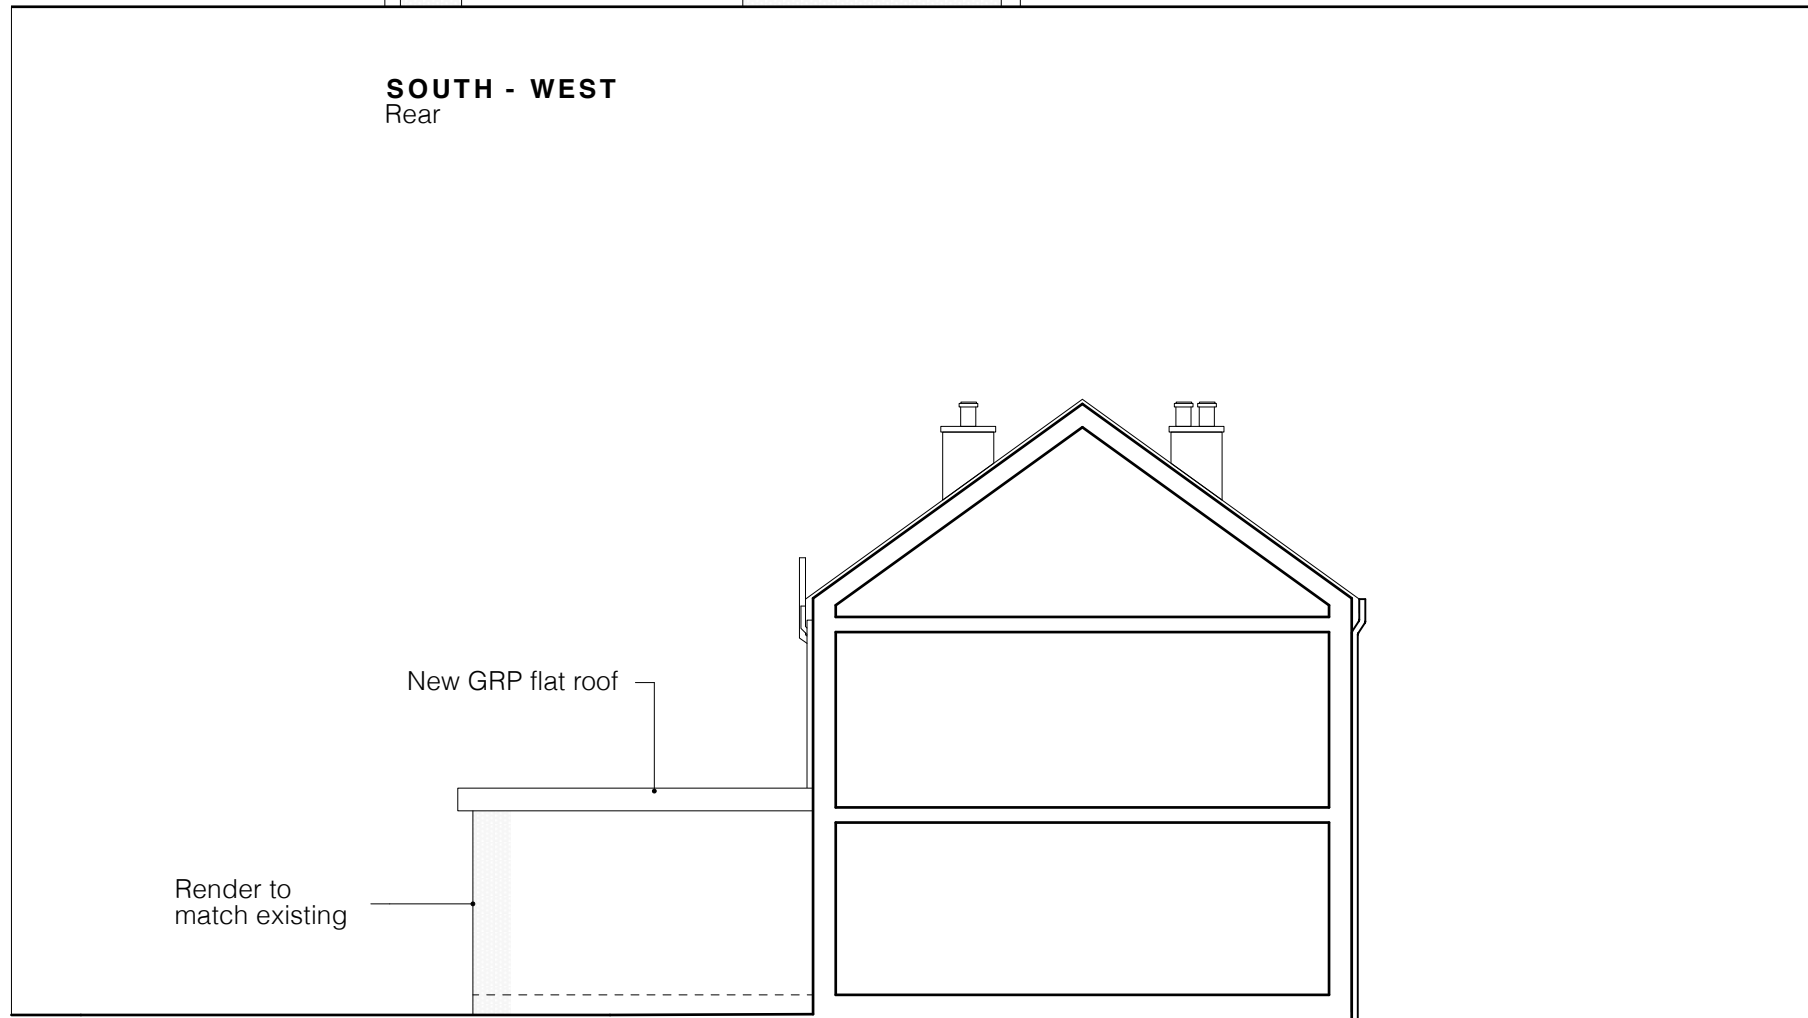 SOUTH - WEST
Rear
New GRP flat roof
Render to
match existing